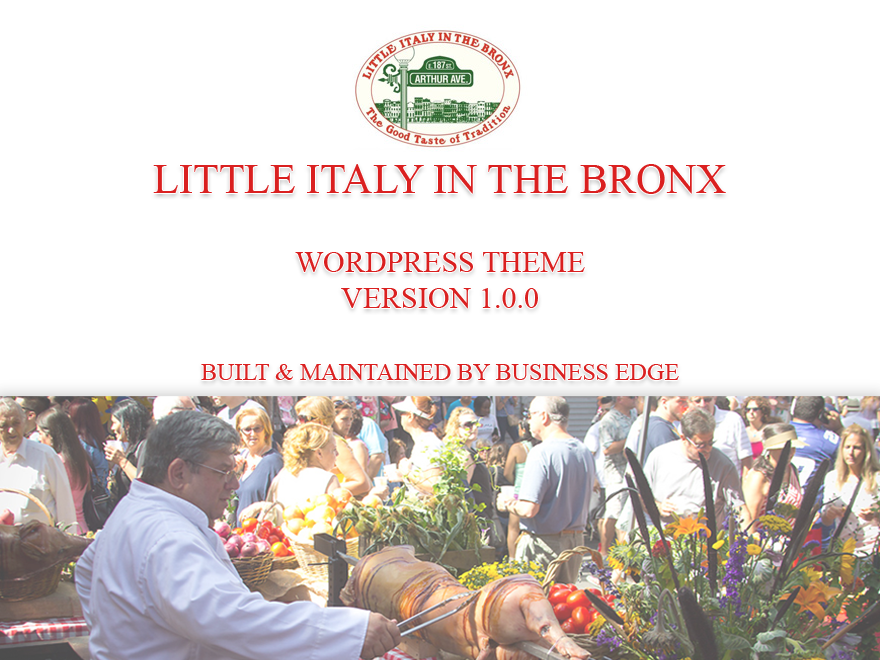 LITTLE ITALY IN THE BRONX
E. 187 ST
ARTHUR AVE.
The Good Taste of Tradition
LITTLE ITALY IN THE BRONX
WORDPRESS THEME
VERSION 1.0.0
BUILT & MAINTAINED BY BUSINESS EDGE